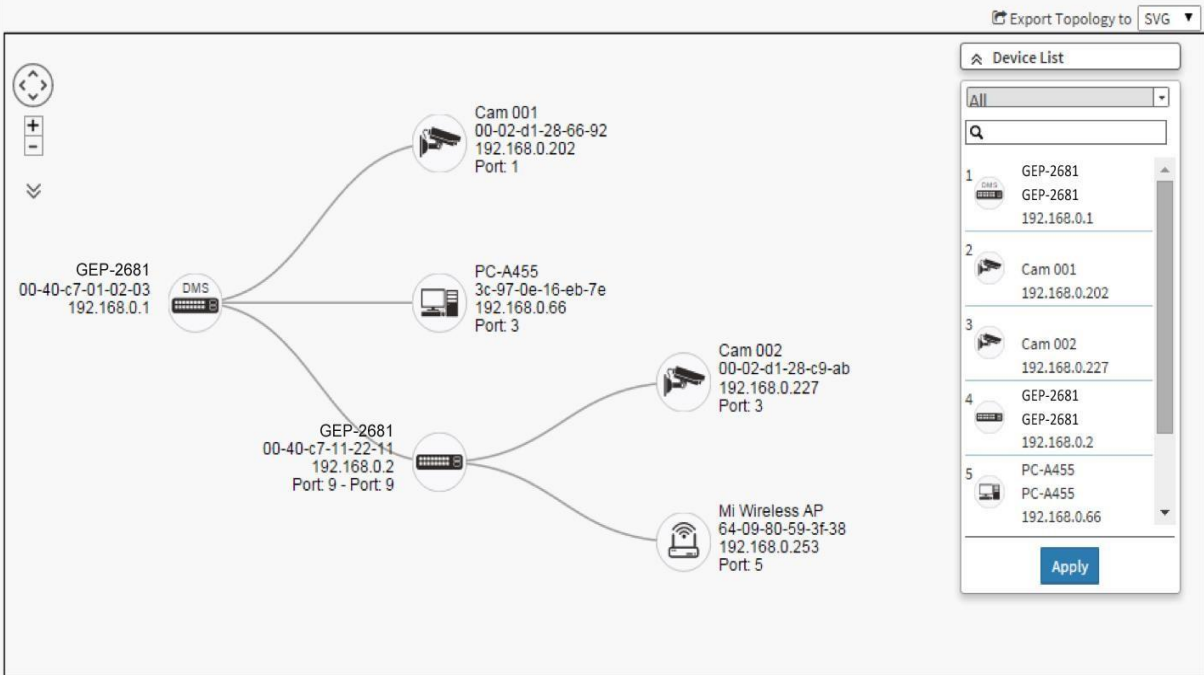 Export Topology to SVG
Device List
All
+
-
Cam 001
00-02-d1-28-66-92
192.168.0.202
Port: 1
GEP-2681
00-40-c7-01-02-03
192.168.0.1
DMS
PC-A455
3c-97-0e-16-eb-7e
192.168.0.66
Port: 3
Cam 002
00-02-d1-28-c9-ab
192.168.0.227
Port: 3
GEP-2681
00-40-c7-11-22-11
192.168.0.2
Port: 9 - Port: 9
Mi Wireless AP
64-09-80-59-3f-38
192.168.0.253
Port: 5
1
DMS
GEP-2681
GEP-2681
192.168.0.1
2
Cam 001
192.168.0.202
3
Cam 002
192.168.0.227
4
GEP-2681
GEP-2681
192.168.0.2
5
PC-A455
PC-A455
192.168.0.66
Apply